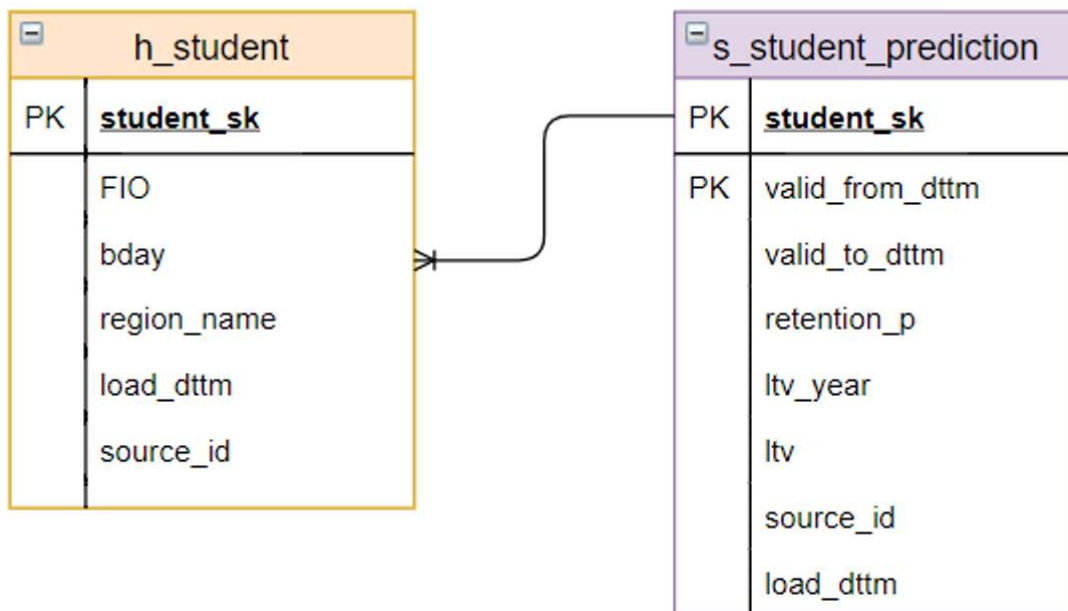 h_student
PK student_sk
FIO
bday
region_name
load_dttm
source_id
s_student_prediction
PK student_sk
PK valid_from_dttm
valid_to_dttm
retention_p
ltv_year
ltv
source_id
load_dttm